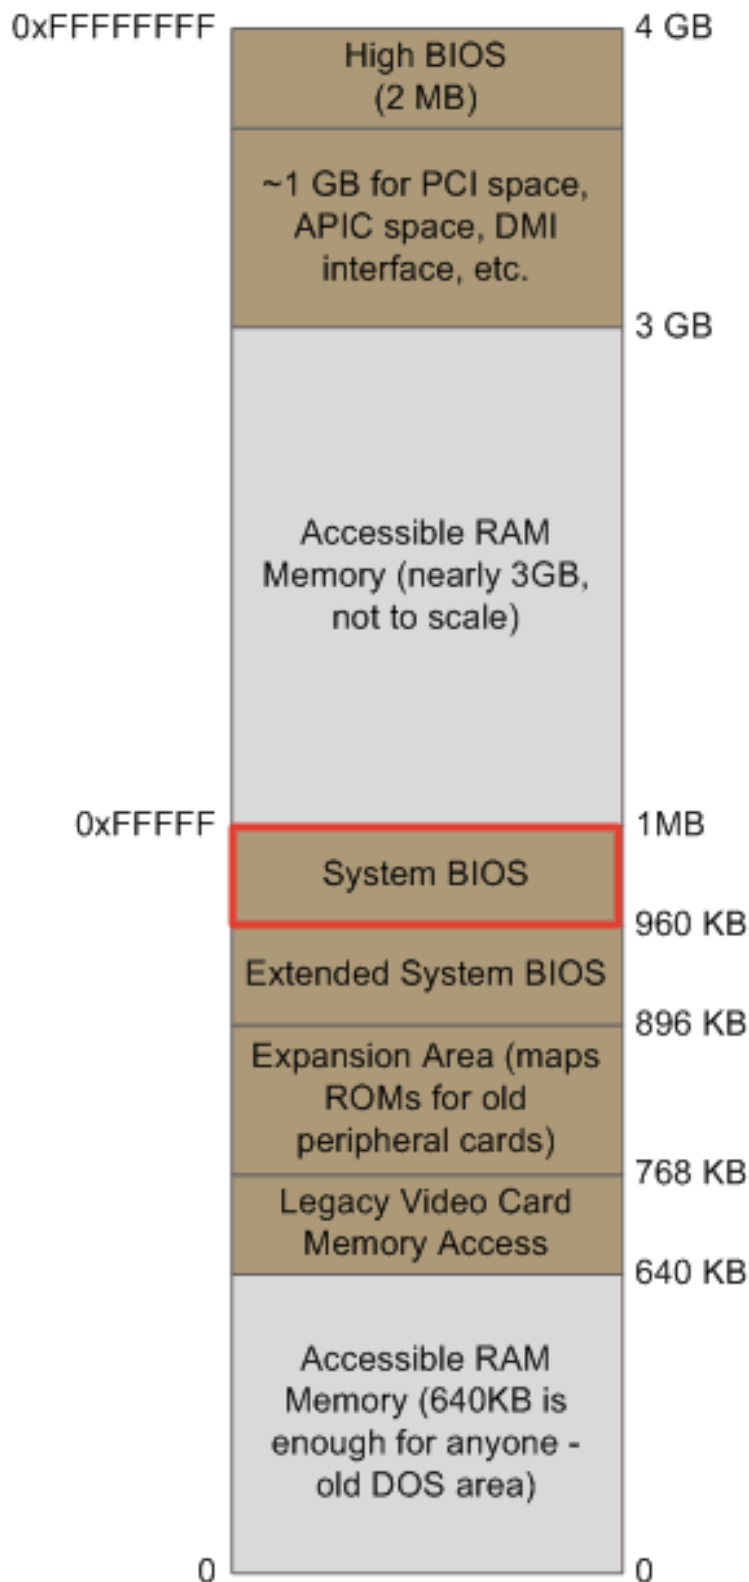 0xFFFFFFFF
4 GB
High BIOS
(2 MB)
~1 GB for PCI space,
APIC space, DMI
interface, etc.
3 GB
Accessible RAM
Memory (nearly 3GB,
not to scale)
0xFFFFF
1MB
System BIOS
960 KB
Extended System BIOS
896 KB
Expansion Area (maps
ROMs for old
peripheral cards)
768 KB
Legacy Video Card
Memory Access
640 KB
Accessible RAM
Memory (640KB is
enough for anyone -
old DOS area)
0
0